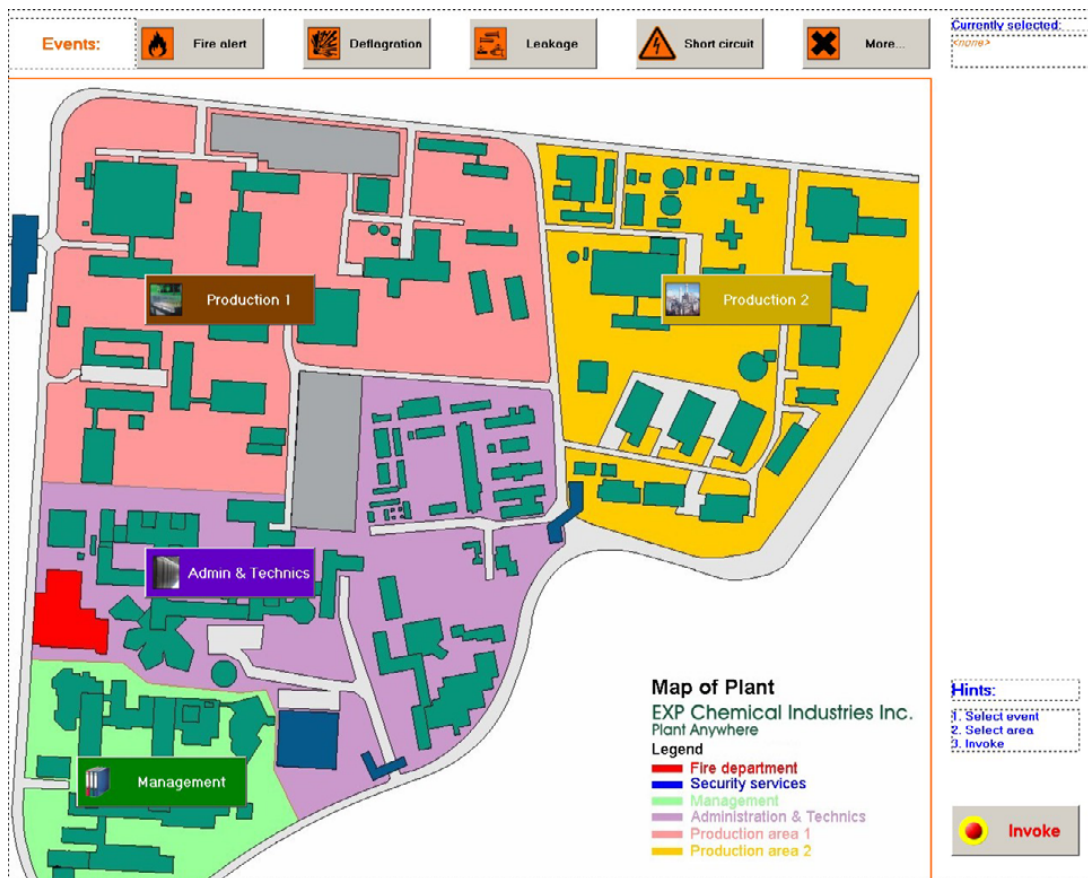 Events:
Fire alert
Deflagration
Leakage
Short circuit
More...
Currently selected:
<none>
Production 1
Production 2
Admin & Technics
Management
Map of Plant
EXP Chemical Industries Inc.
Plant Anywhere
Legend
Fire department
Security services
Management
Administration & Technics
Production area 1
Production area 2
Hints:
1. Select event
2. Select area
3. Invoke
Invoke